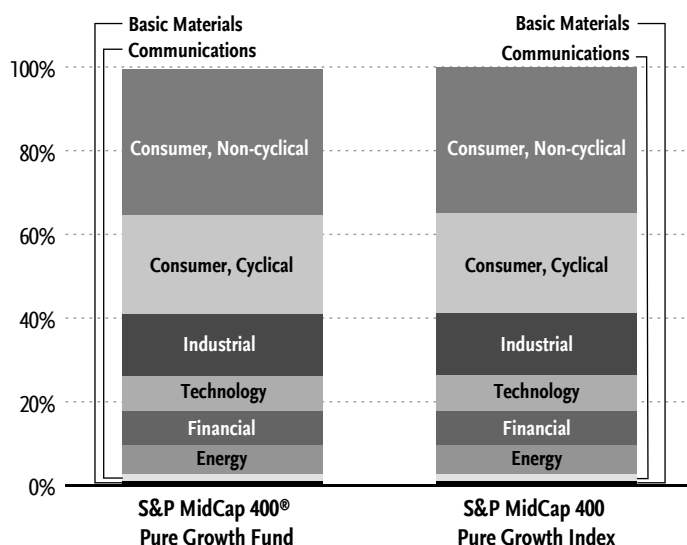 Basic Materials
Communications
Basic Materials
Communications
100%
80%
60%
40%
20%
0%
Consumer, Non-cyclical
Consumer, Cyclical
Industrial
Technology
Financial
Energy
Consumer, Non-cyclical
Consumer, Cyclical
Industrial
Technology
Financial
Energy
S&P MidCap 400®
Pure Growth Fund
S&P MidCap 400
Pure Growth Index